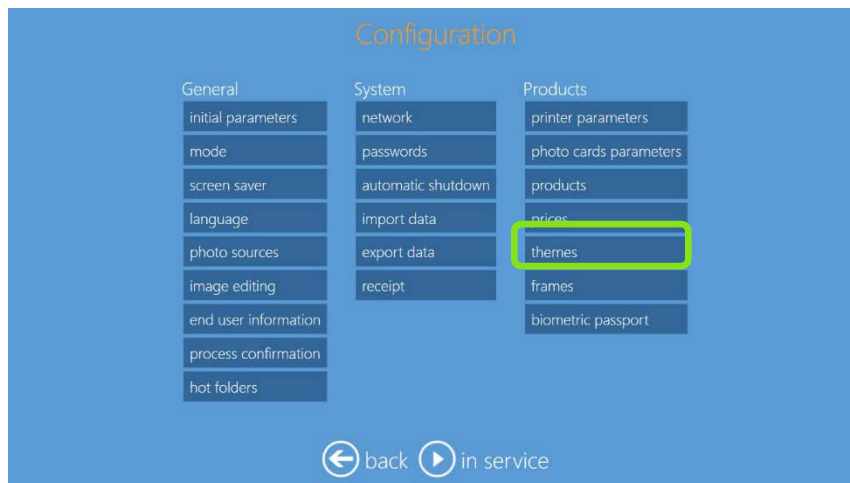 Configuration
General
initial parameters
mode
screen saver
language
photo sources
image editing
end user information
process confirmation
hot folders
System
network
passwords
automatic shutdown
import data
export data
receipt
Products
printer parameters
photo cards parameters
products
prices
themes
frames
biometric passport
back in service